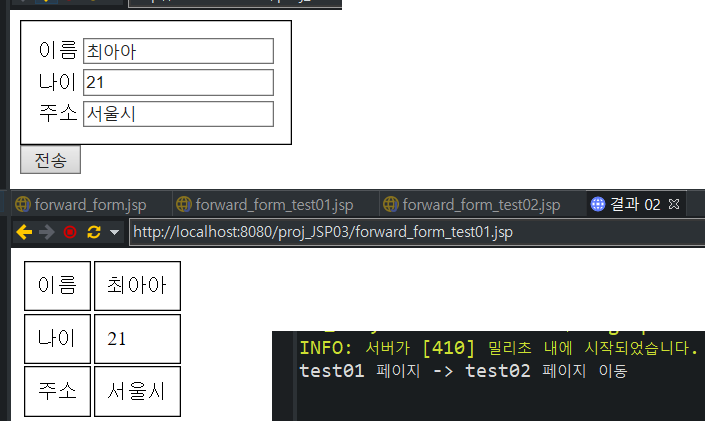 이름 최아아
나이 21
주소 서울시
전송
forward_form.jsp forward_form_test01.jsp forward_form_test02.jsp 결과 02
http://localhost:8080/proj_JSP03/forward_form_test01.jsp
이름 최아아
나이 21
주소 서울시
INFO: 서버가 [410] 밀리초 내에 시작되었습니다.
test01 페이지 -> test02 페이지 이동